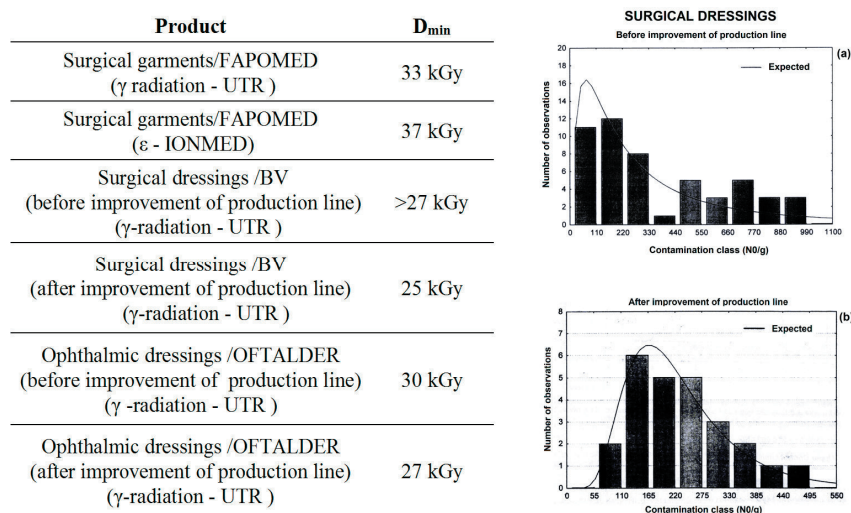 Product D_min
Surgical garments/FAPOMED
(γ radiation - UTR )
33 kGy
Surgical garments/FAPOMED
(ε - IONMED)
37 kGy
Surgical dressings /BV
(before improvement of production line)
(γ-radiation - UTR )
>27 kGy
Surgical dressings /BV
(after improvement of production line)
(γ-radiation - UTR )
25 kGy
Ophthalmic dressings /OFTALDER
(before improvement of production line)
(γ -radiation - UTR )
30 kGy
Ophthalmic dressings /OFTALDER
(after improvement of production line)
(γ-radiation - UTR )
27 kGy
SURGICAL DRESSINGS
Before improvement of production line
(a)
Expected
Number of observations
20
18
16
14
12
10
8
6
4
2
0
0 110 220 330 440 550 660 770 880 990 1100
Contamination class (N0/g)
After improvement of production line
(b)
Expected
Number of observations
8
7
6
5
4
3
2
1
0
0 55 110 165 220 275 330 385 440 495 560
Contamination class (N0/g)